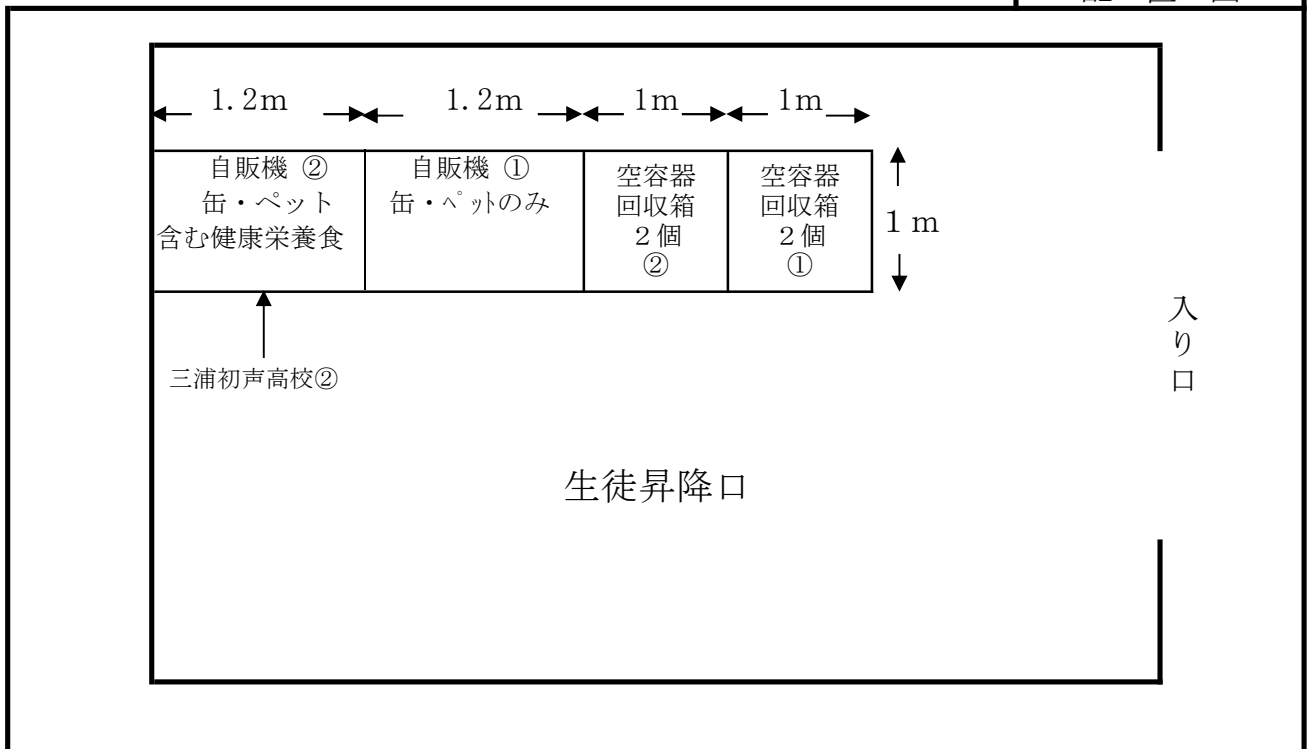 1.2m
1.2m
1m
1m
自販機 ②
缶・ペット
含む健康栄養食
自販機 ①
缶・ﾍﾟｯﾄのみ
空容器
回収箱
２個
②
空容器
回収箱
２個
①
1 m
入り口
三浦初声高校②
生徒昇降口